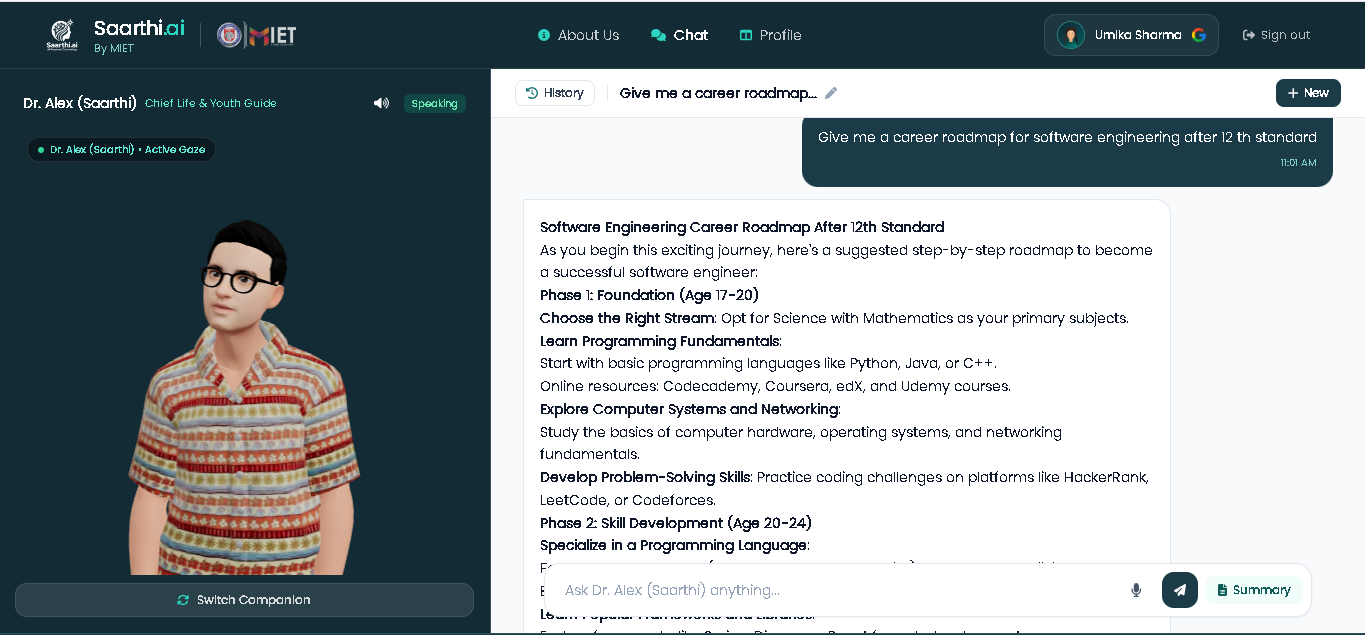 Saarthi.ai
By MIET
Saarthi.ai
MIET
About Us
Chat
Profile
Umika Sharma
Sign out
Dr. Alex (Saarthi) Chief Life & Youth Guide
Speaking
Dr. Alex (Saarthi) • Active Gaze
Switch Companion
History
Give me a career roadmap...
+ New
Give me a career roadmap for software engineering after 12 th standard
11:01 AM
Software Engineering Career Roadmap After 12th Standard
As you begin this exciting journey, here's a suggested step-by-step roadmap to become
a successful software engineer:
Phase 1: Foundation (Age 17-20)
Choose the Right Stream: Opt for Science with Mathematics as your primary subjects.
Learn Programming Fundamentals:
Start with basic programming languages like Python, Java, or C++.
Online resources: Codecademy, Coursera, edX, and Udemy courses.
Explore Computer Systems and Networking:
Study the basics of computer hardware, operating systems, and networking
fundamentals.
Develop Problem-Solving Skills: Practice coding challenges on platforms like HackerRank,
LeetCode, or Codeforces.
Phase 2: Skill Development (Age 20-24)
Specialize in a Programming Language:
Ask Dr. Alex (Saarthi) anything...
Summary